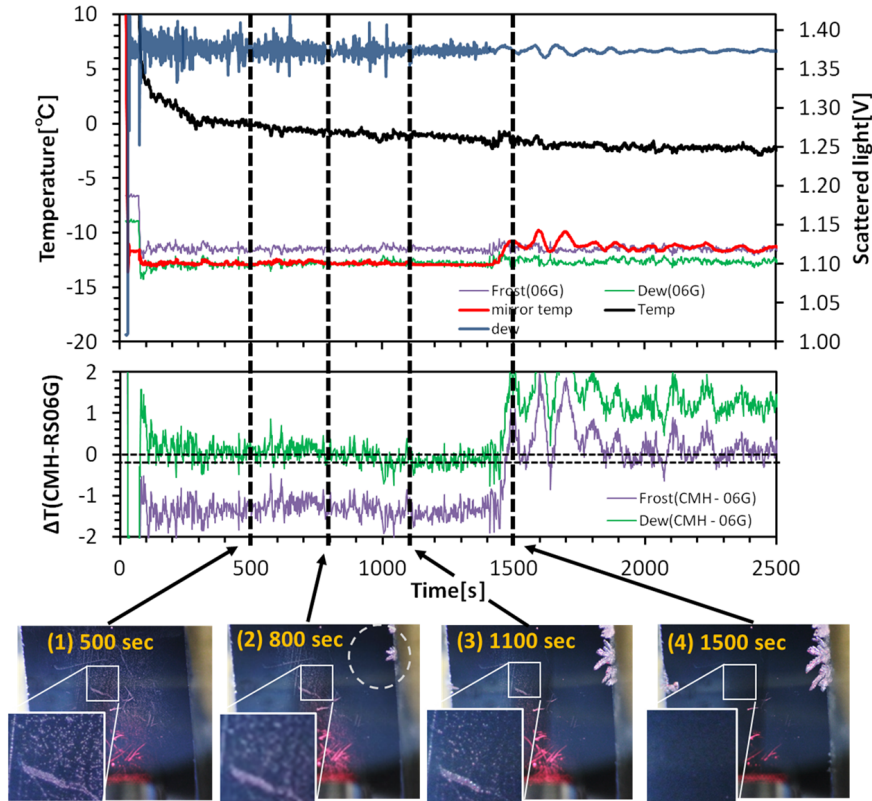 10
5
0
-5
-10
-15
-20
Temperature[℃]
1.40
1.38
1.35
1.28
1.25
1.20
1.15
1.10
1.05
1.00
Scattered light[V]
Frost(06G)
Dew(06G)
mirror temp
Temp
dew
2
1
0
-1
-2
ΔT(CMH-RS06G)
Frost(CMH - 06G)
Dew(CMH - 06G)
0
500
1000
1500
2000
2500
Time[s]
(1) 500 sec
(2) 800 sec
(3) 1100 sec
(4) 1500 sec